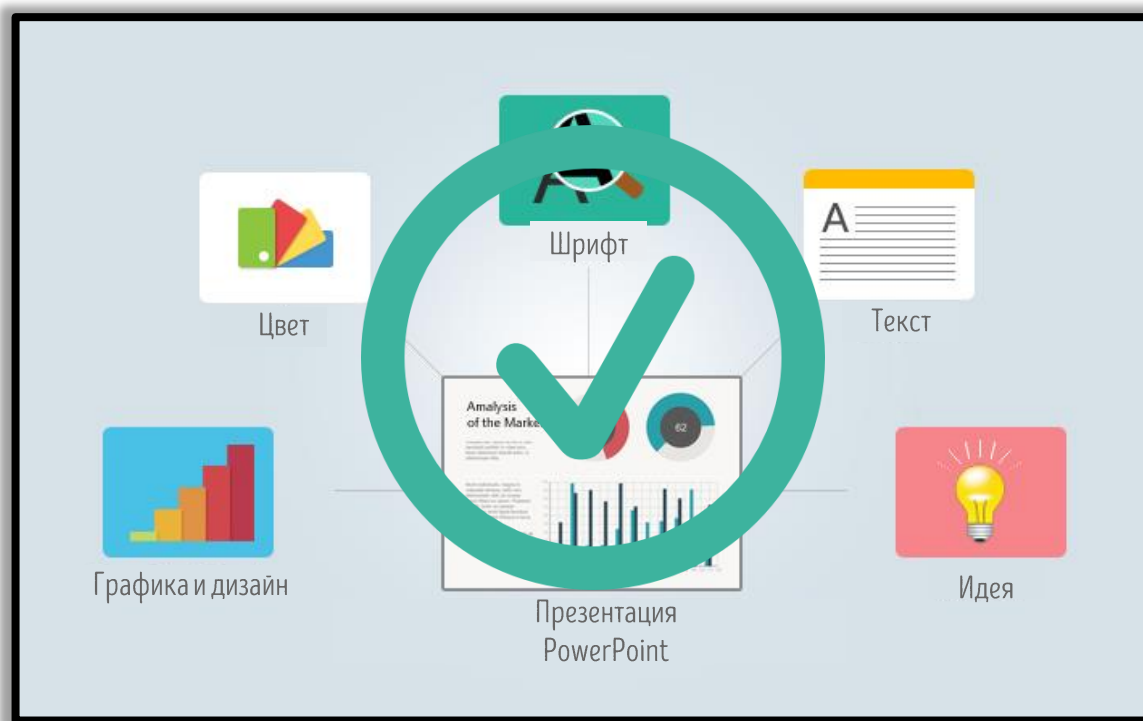 Шрифт
Цвет
A
Текст
Amalysis
of the Marke
62
Графика и дизайн
Идея
Презентация
PowerPoint